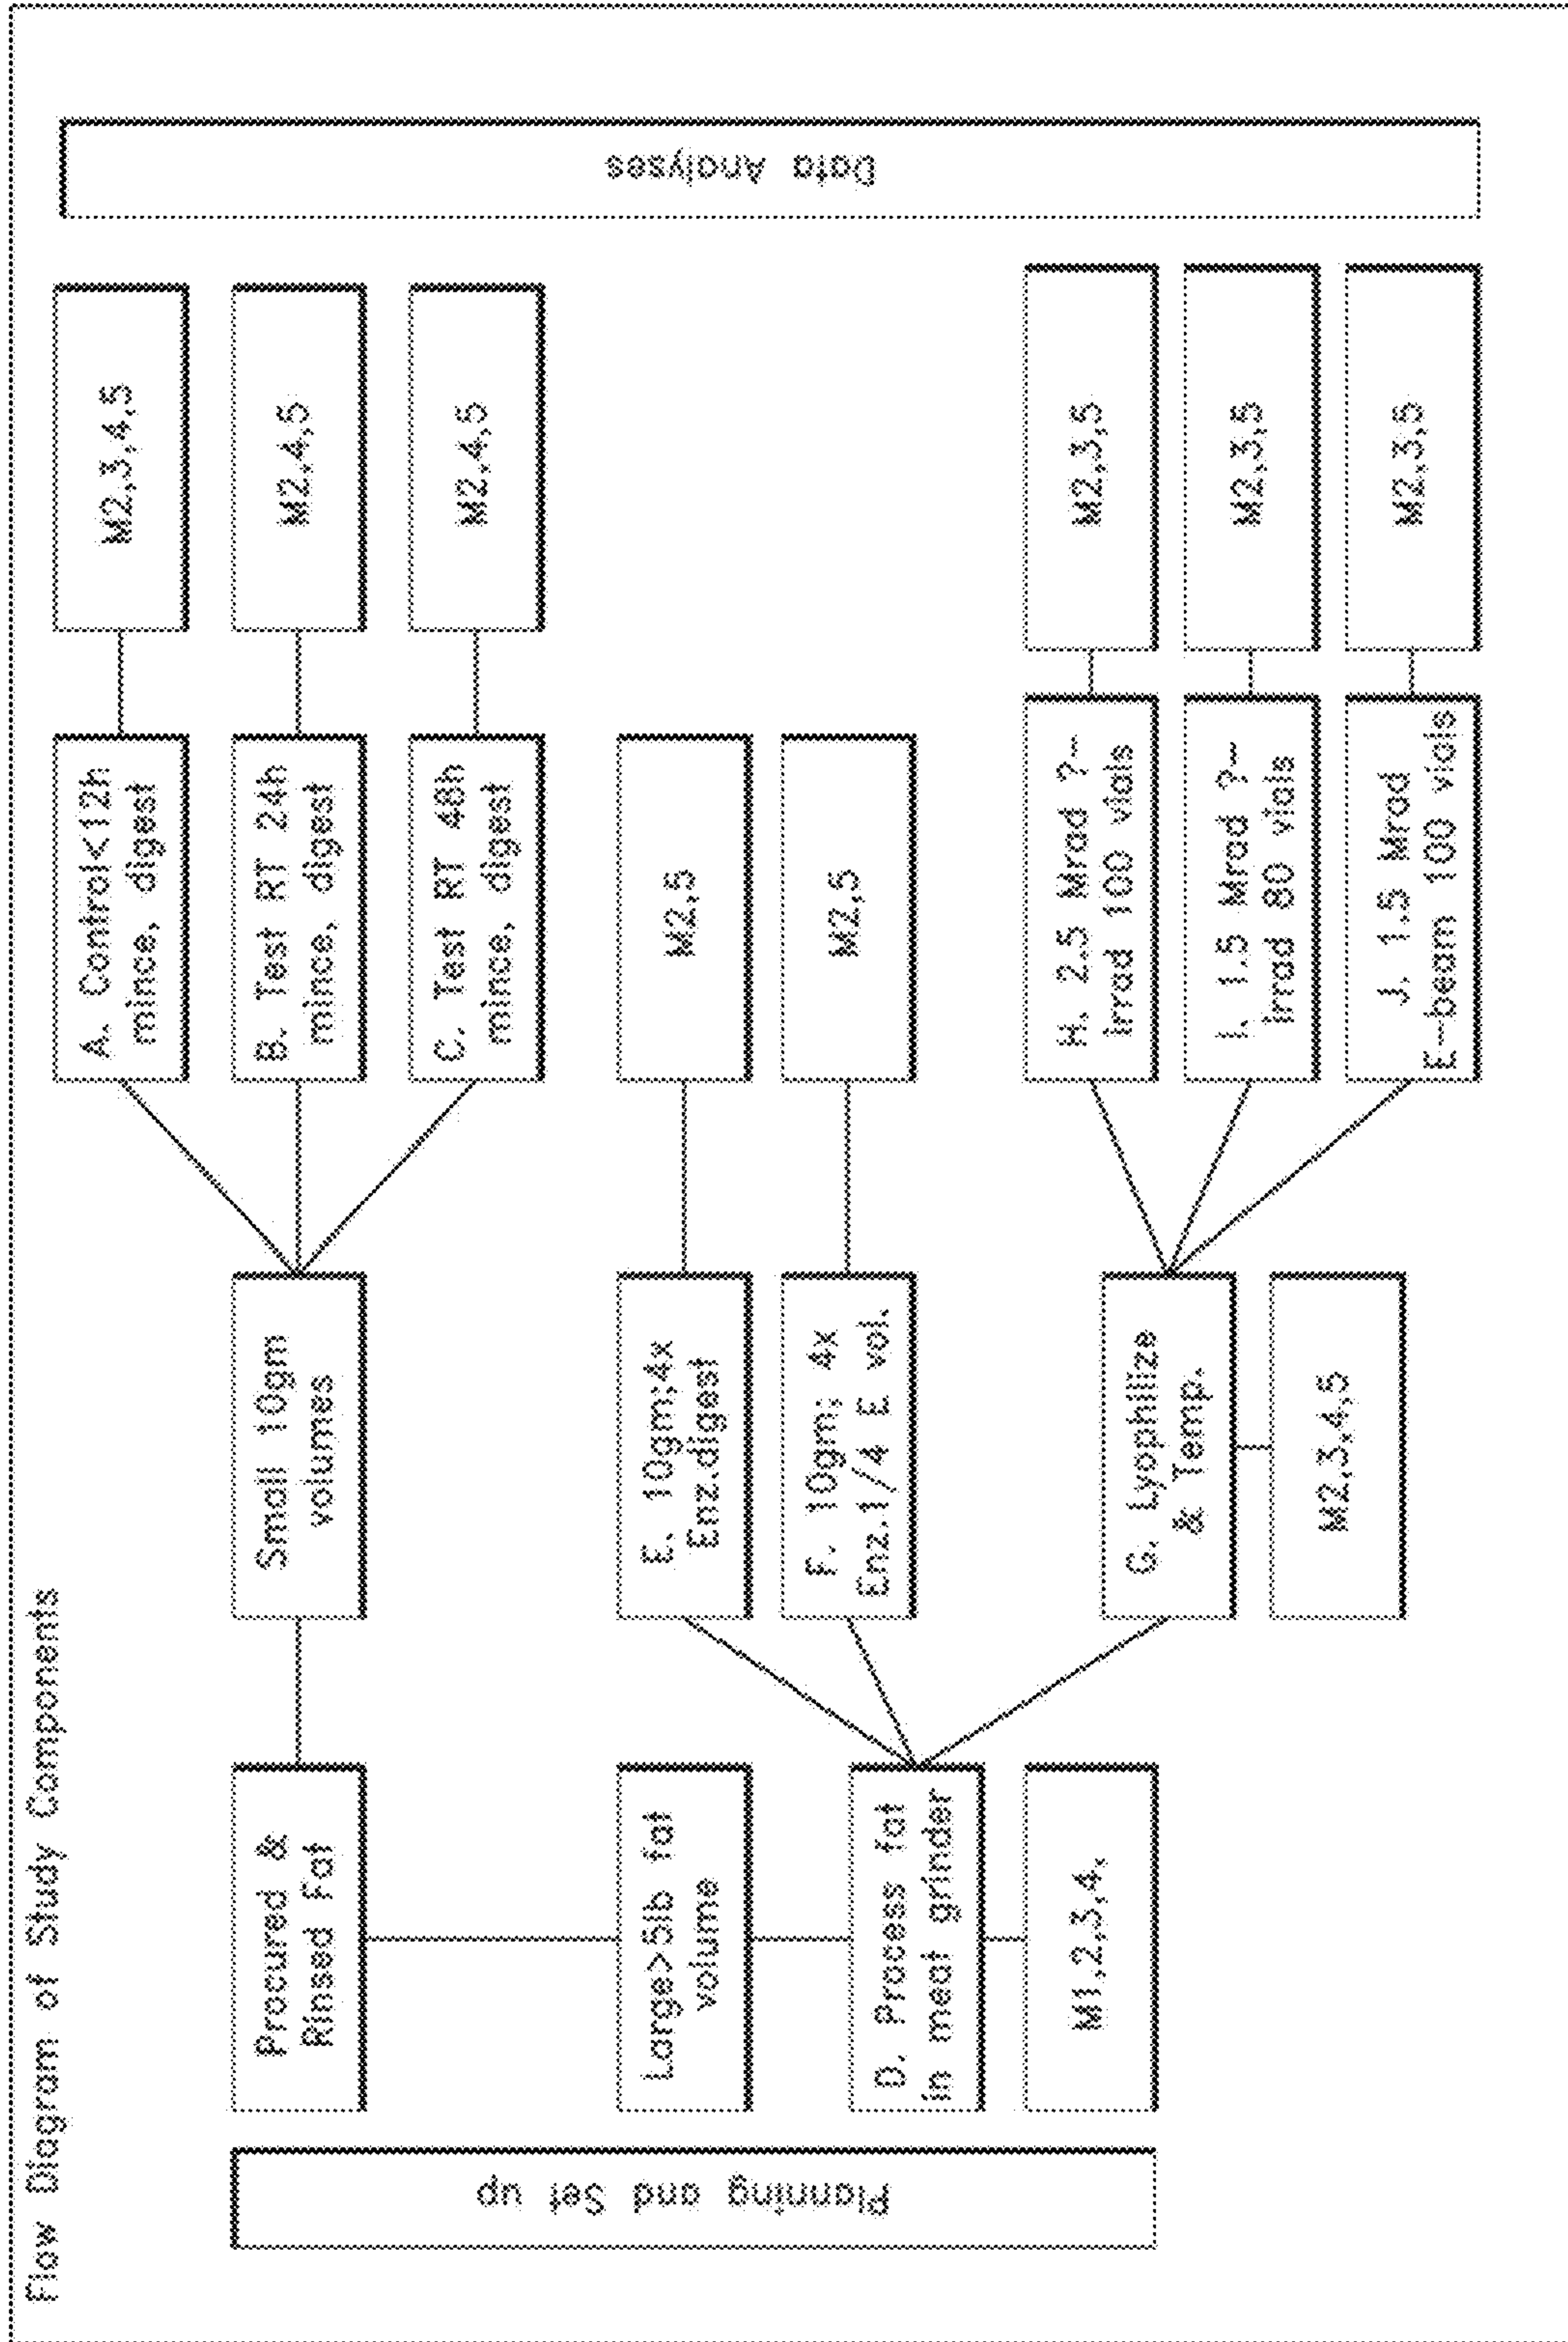 Flow Diagram of Study Components
Planning and Set up
Procured &
Rinsed Fat
Large>5lb fat
volume
D. Process fat
in meat grinder
M1,2,3,4,
Small 10gm
volumes
E. 10gm;4x
Enz.digest
F. 10gm; 4x
Enz.1/4 E vol.
G. Lyophilize
& Temp.
M2,3,4,5
A. Control<12h
mince, digest
B. Test RT 24h
mince, digest
C. Test RT 48h
mince, digest
M2,5
M2,5
H. 2.5 Mrad ?-
irrad 100 vials
I. 1.5 Mrad ?-
irrad 80 vials
J. 1.5 Mrad
E-beam 100 vials
M2,3,4,5
M2,4,5
M2,4,5
M2,3,5
M2,3,5
M2,3,5
Data Analyses